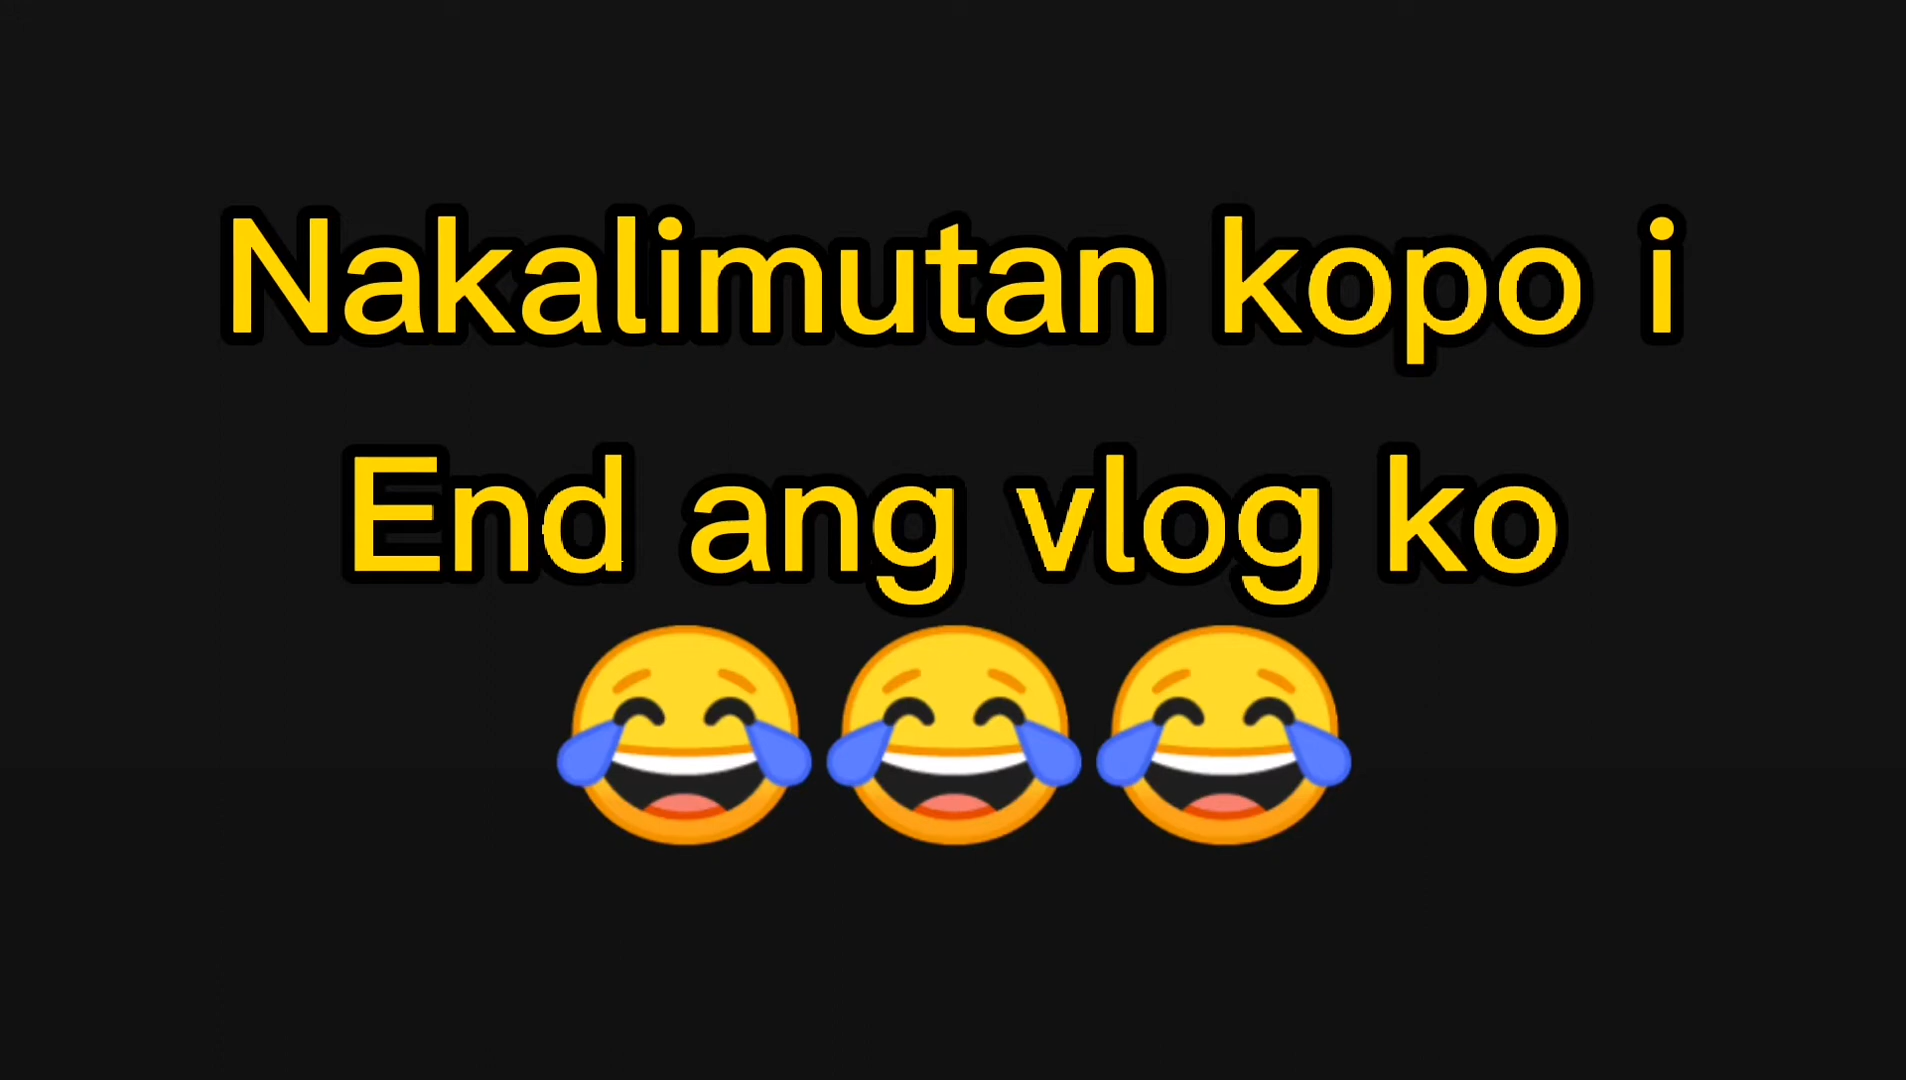 Nakalimutan kopo i
End ang vlog ko
😂😂😂